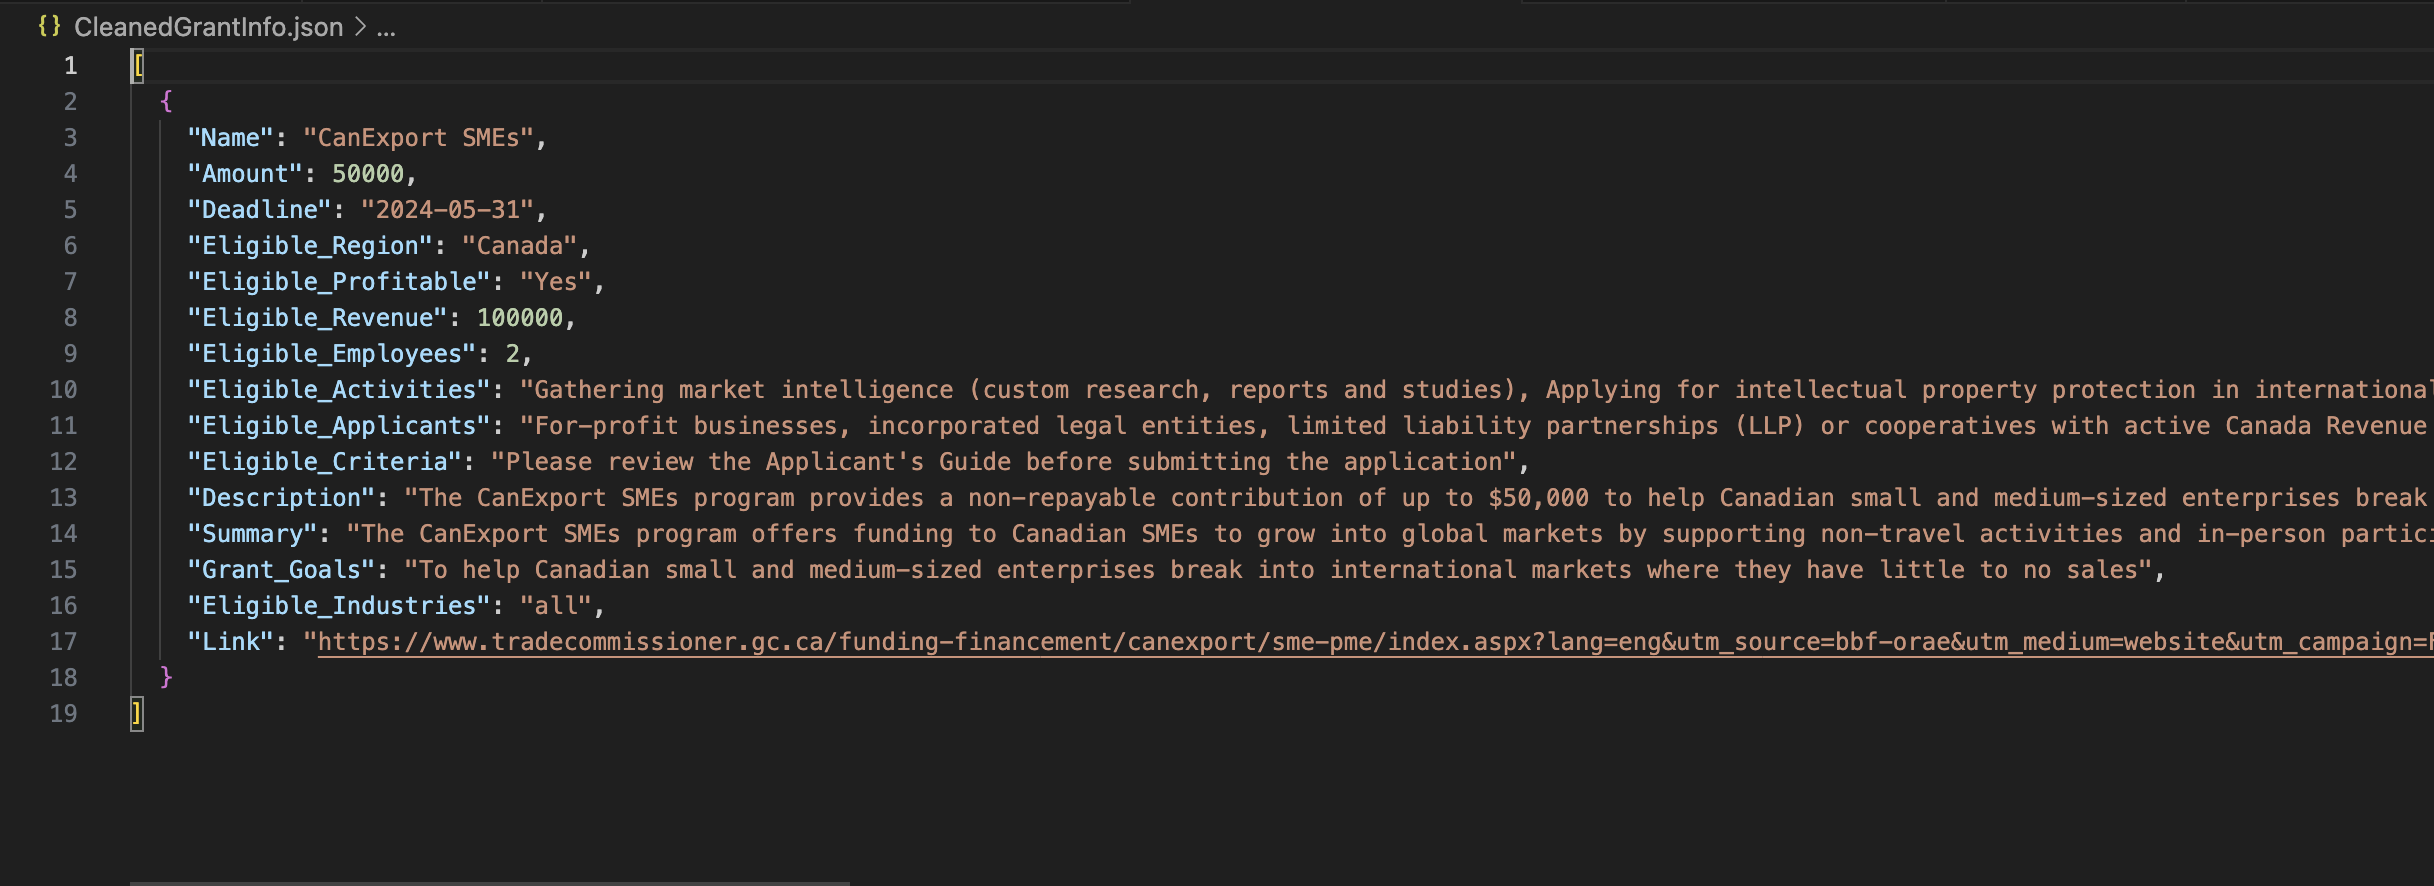 {} CleanedGrantInfo.json > ...
1 [
2 {
3 "Name": "CanExport SMEs",
4 "Amount": 50000,
5 "Deadline": "2024-05-31",
6 "Eligible_Region": "Canada",
7 "Eligible_Profitable": "Yes",
8 "Eligible_Revenue": 100000,
9 "Eligible_Employees": 2,
10 "Eligible_Activities": "Gathering market intelligence (custom research, reports and studies), Applying for intellectual property protection in international
11 "Eligible_Applicants": "For-profit businesses, incorporated legal entities, limited liability partnerships (LLP) or cooperatives with active Canada Revenue
12 "Eligible_Criteria": "Please review the Applicant's Guide before submitting the application",
13 "Description": "The CanExport SMEs program provides a non-repayable contribution of up to $50,000 to help Canadian small and medium-sized enterprises break
14 "Summary": "The CanExport SMEs program offers funding to Canadian SMEs to grow into global markets by supporting non-travel activities and in-person partici
15 "Grant_Goals": "To help Canadian small and medium-sized enterprises break into international markets where they have little to no sales",
16 "Eligible_Industries": "all",
17 "Link": "https://www.tradecommissioner.gc.ca/funding-financement/canexport/sme-pme/index.aspx?lang=eng&utm_source=bbf-orae&utm_medium=website&utm_campaign=
18 }
19 ]